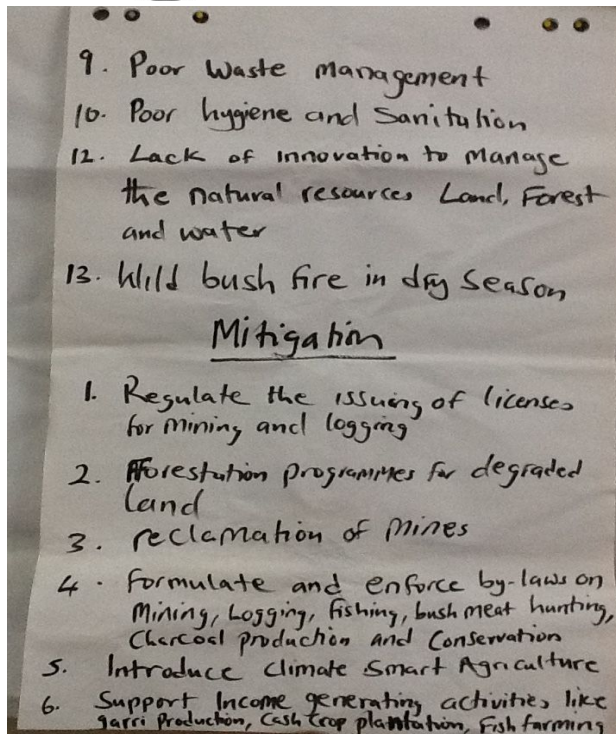 9. Poor Waste management
10. Poor hygiene and Sanitution
12. Lack of innovation to Manage
the natural resources Land, Forest
and water
13. Wild bush fire in dry Season
Mitigation
1. Regulate the issuing of licenses
for Mining and logging
2. Afforestution programmes for degraded
land
3. reclamation of Mines
4. formulate and enforce by-laws on
Mining, Logging, fishing, bush meat hunting,
Charcoal production and Conservation
5. Introduce Climate Smart Agriculture
6. Support Income generating activities like
garri Production, Cash Crop plantation, Fish farming